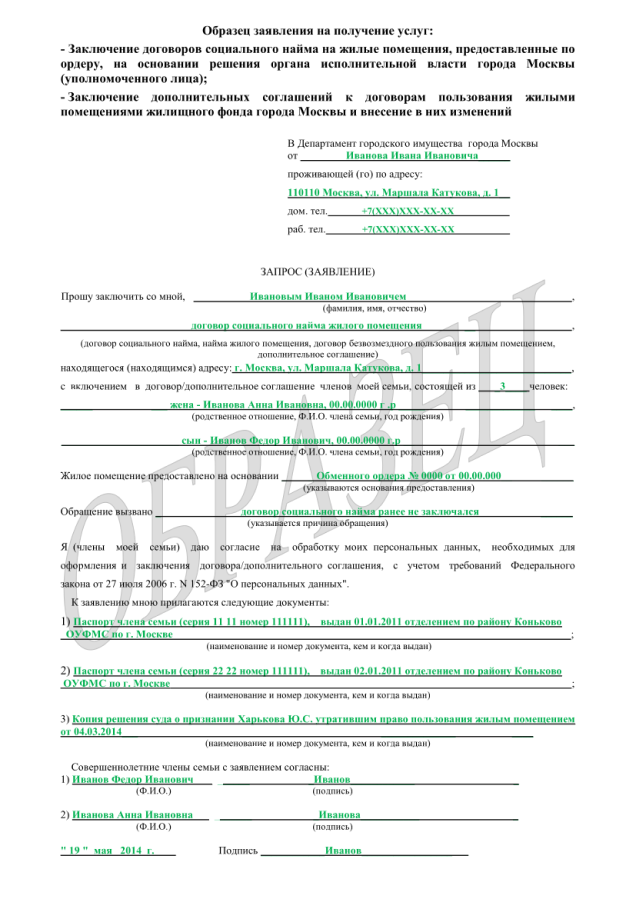 Образец заявления на получение услуг:
- Заключение договоров социального найма на жилые помещения, предоставленные по
ордеру, на основании решения органа исполнительной власти города Москвы
(уполномоченного лица);
- Заключение дополнительных соглашений к договорам пользования жилыми
помещениями жилищного фонда города Москвы и внесение в них изменений
В Департамент городского имущества города Москвы
от Иванова Ивана Ивановича
проживающей (го) по адресу:
110110 Москва, ул. Маршала Катукова, д. 1
дом. тел. +7(XXX)XXX-XX-XX
раб. тел. +7(XXX)XXX-XX-XX
ЗАПРОС (ЗАЯВЛЕНИЕ)
Прошу заключить со мной, Ивановым Иваном Ивановичем,
(фамилия, имя, отчество)
договор социального найма жилого помещения,
(договор социального найма, найма жилого помещения, договор безвозмездного пользования жилым помещением,
дополнительное соглашение)
находящегося (находящимся) адресу: г. Москва, ул. Маршала Катукова, д. 1,
с включением в договор/дополнительное соглашение членов моей семьи, состоящей из 3 человек:
жена - Иванова Анна Ивановна, 00.00.0000 г .р,
(родственное отношение, Ф.И.О. члена семьи, год рождения)
сын - Иванов Федор Иванович, 00.00.0000 г.р
(родственное отношение, Ф.И.О. члена семьи, год рождения)
Жилое помещение предоставлено на основании Обменного ордера № 0000 от 00.00.000
(указываются основания предоставления)
Обращение вызвано договор социального найма ранее не заключался
(указывается причина обращения)
Я (члены моей семьи) даю согласие на обработку моих персональных данных, необходимых для
оформления и заключения договора/дополнительного соглашения, с учетом требований Федерального
закона от 27 июля 2006 г. N 152-ФЗ "О персональных данных".
К заявлению мною прилагаются следующие документы:
1) Паспорт члена семьи (серия 11 11 номер 111111), выдан 01.01.2011 отделением по району Коньково
ОУФМС по г. Москве;
(наименование и номер документа, кем и когда выдан)
2) Паспорт члена семьи (серия 22 22 номер 111111), выдан 02.01.2011 отделением по району Коньково
ОУФМС по г. Москве;
(наименование и номер документа, кем и когда выдан)
3) Копия решения суда о признании Харькова Ю.С. утратившим право пользования жилым помещением
от 04.03.2014
(наименование и номер документа, кем и когда выдан)
Совершеннолетние члены семьи с заявлением согласны:
1) Иванов Федор Иванович Иванов
(Ф.И.О.) (подпись)
2) Иванова Анна Ивановна Иванова
(Ф.И.О.) (подпись)
" 19 " мая 2014 г. Подпись Иванов
ОБРАЗЕЦ